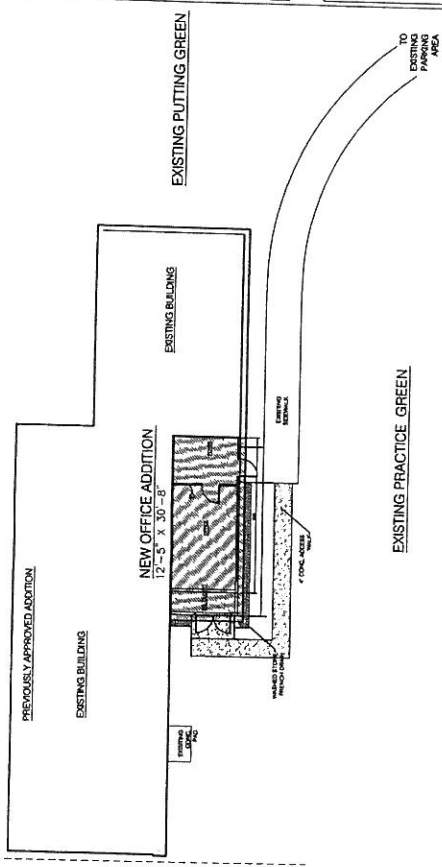 PREVIOUSLY APPROVED ADDITION
EXISTING BUILDING
EXISTING
CONC.
PAD
NEW OFFICE ADDITION
12'-5" X 30'-8"
EXISTING BUILDING
EXISTING PUTTING GREEN
EXISTING
SIDEWALK
TO
EXISTING
PARKING
AREA
4" CONC. ACCESS
WALK
WASHED STONE
FRENCH DRAIN
EXISTING PRACTICE GREEN